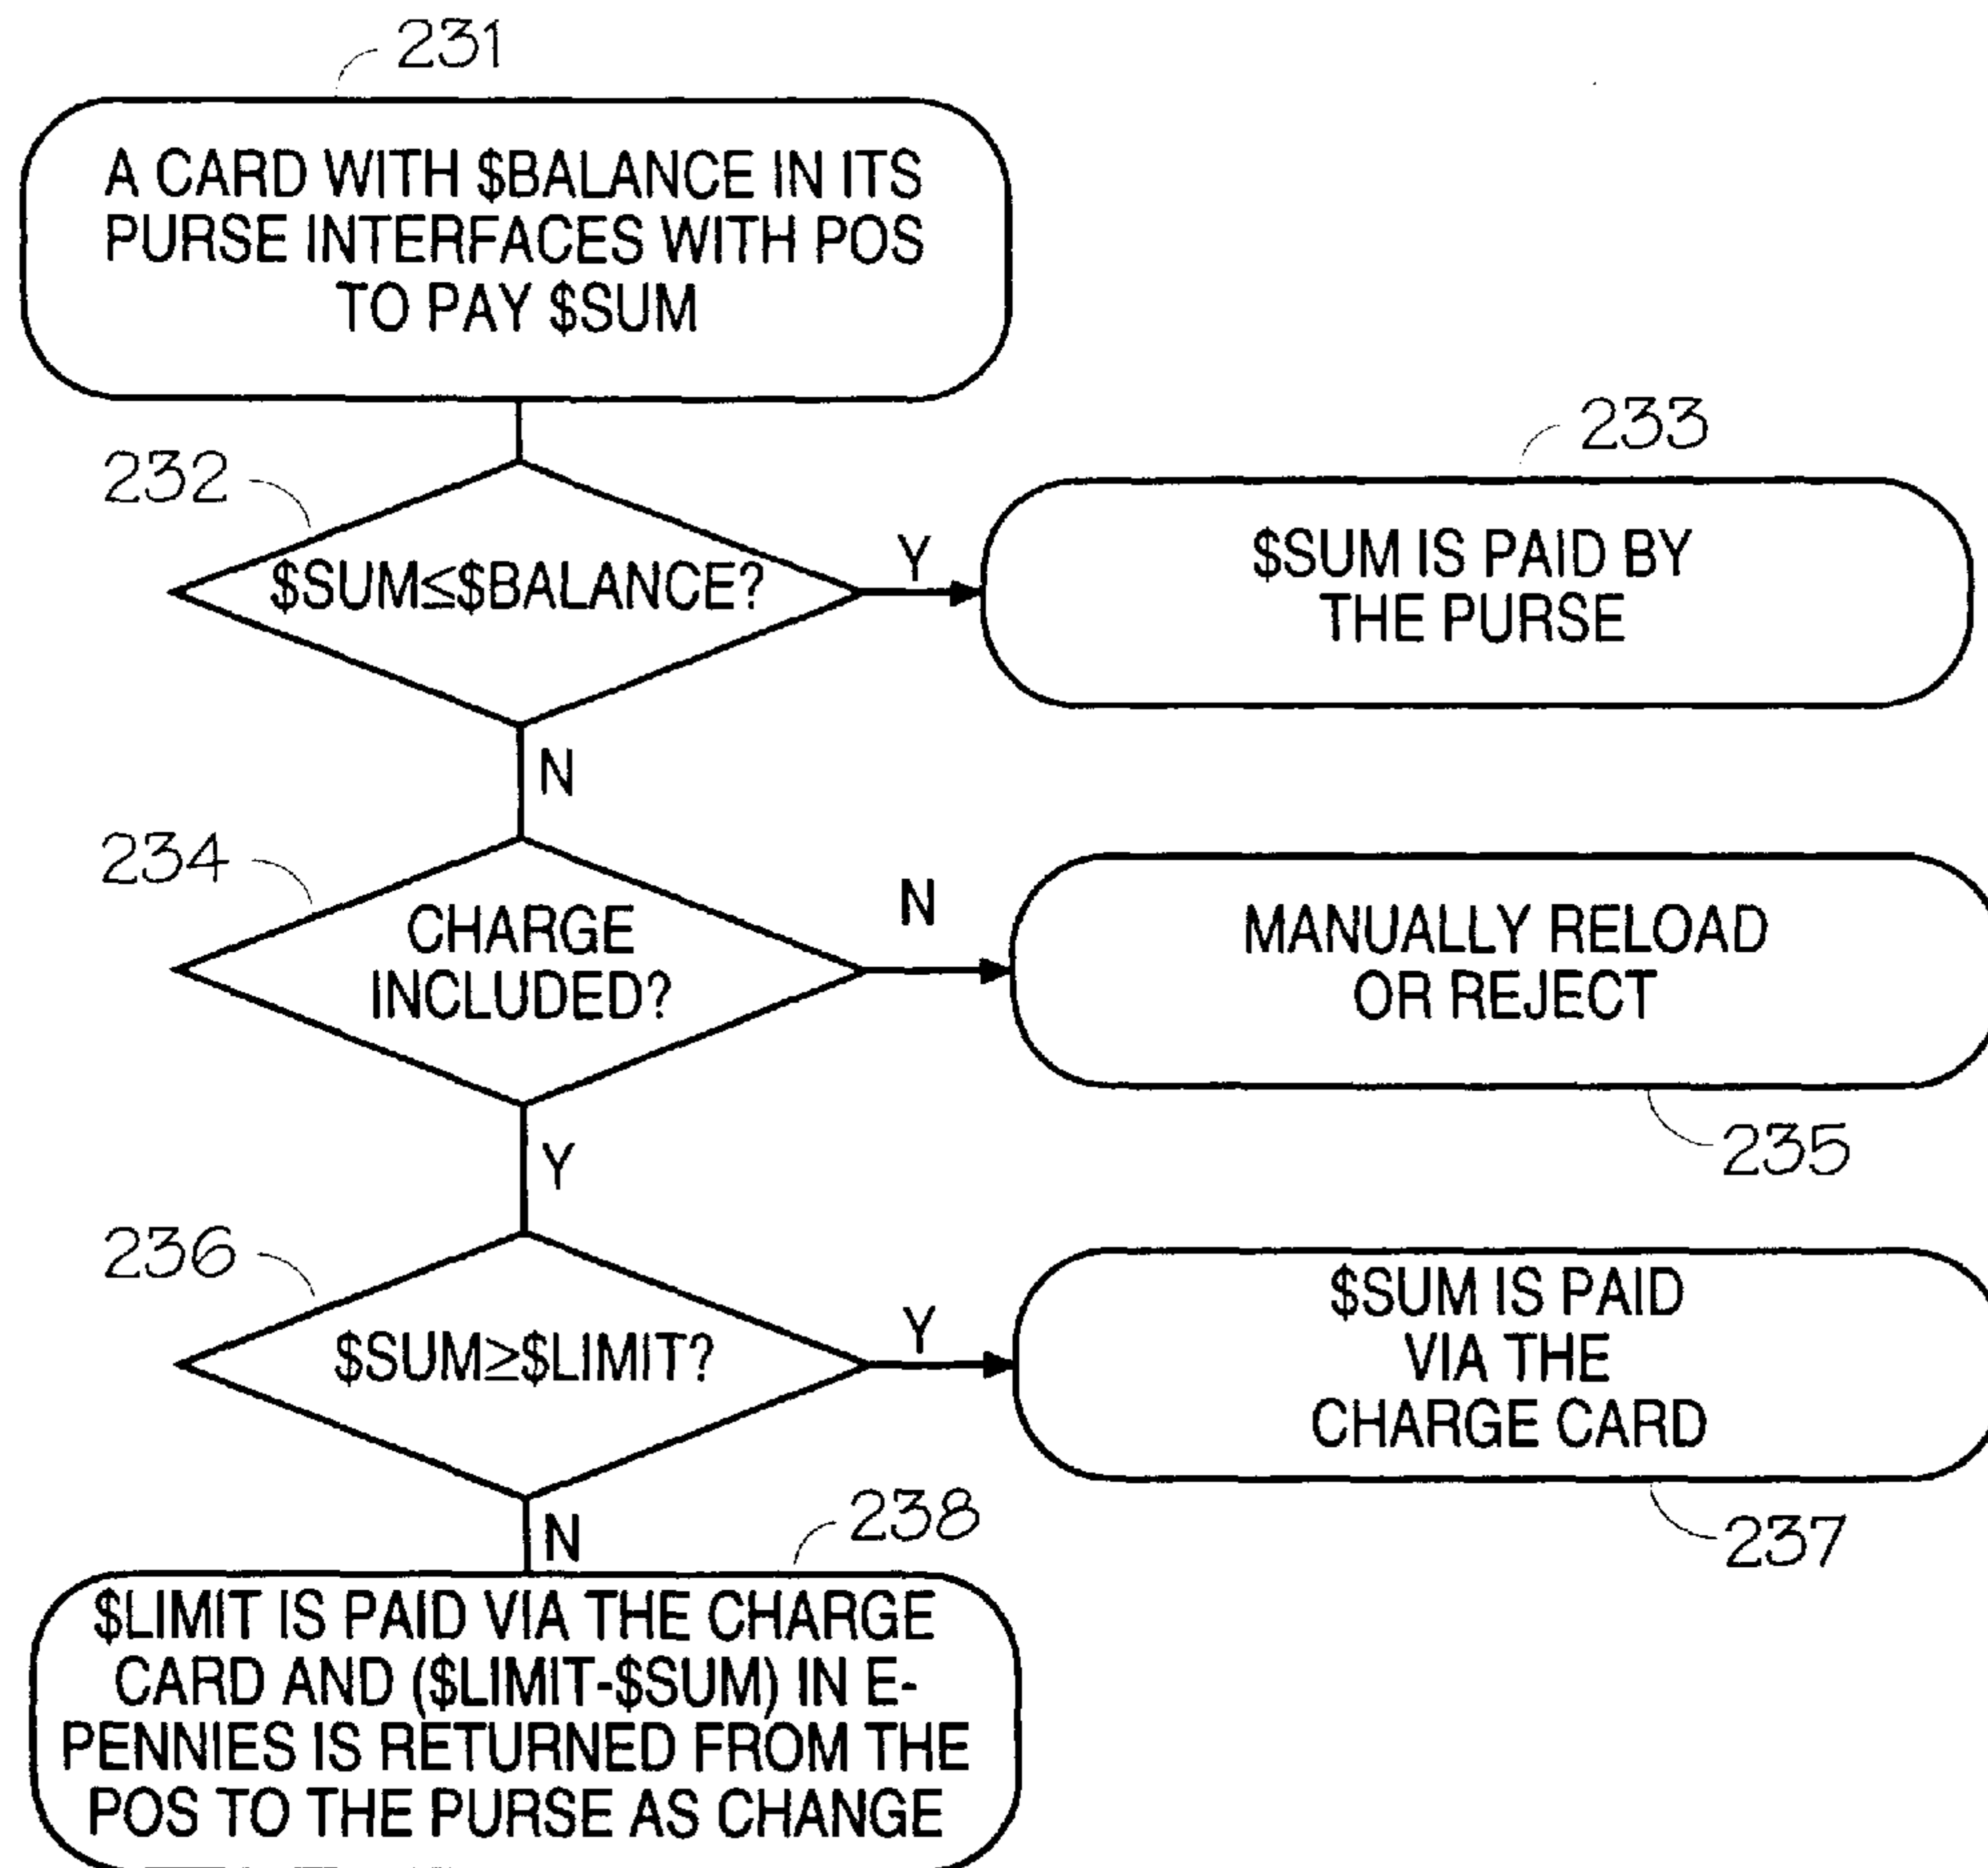 231
A CARD WITH $BALANCE IN ITS
PURSE INTERFACES WITH POS
TO PAY $SUM
232
$SUM≤$BALANCE?
Y
233
$SUM IS PAID BY
THE PURSE
N
234
CHARGE
INCLUDED?
N
MANUALLY RELOAD
OR REJECT
235
Y
236
$SUM≥$LIMIT?
Y
$SUM IS PAID
VIA THE
CHARGE CARD
237
N
238
$LIMIT IS PAID VIA THE CHARGE
CARD AND ($LIMIT-$SUM) IN E-
PENNIES IS RETURNED FROM THE
POS TO THE PURSE AS CHANGE